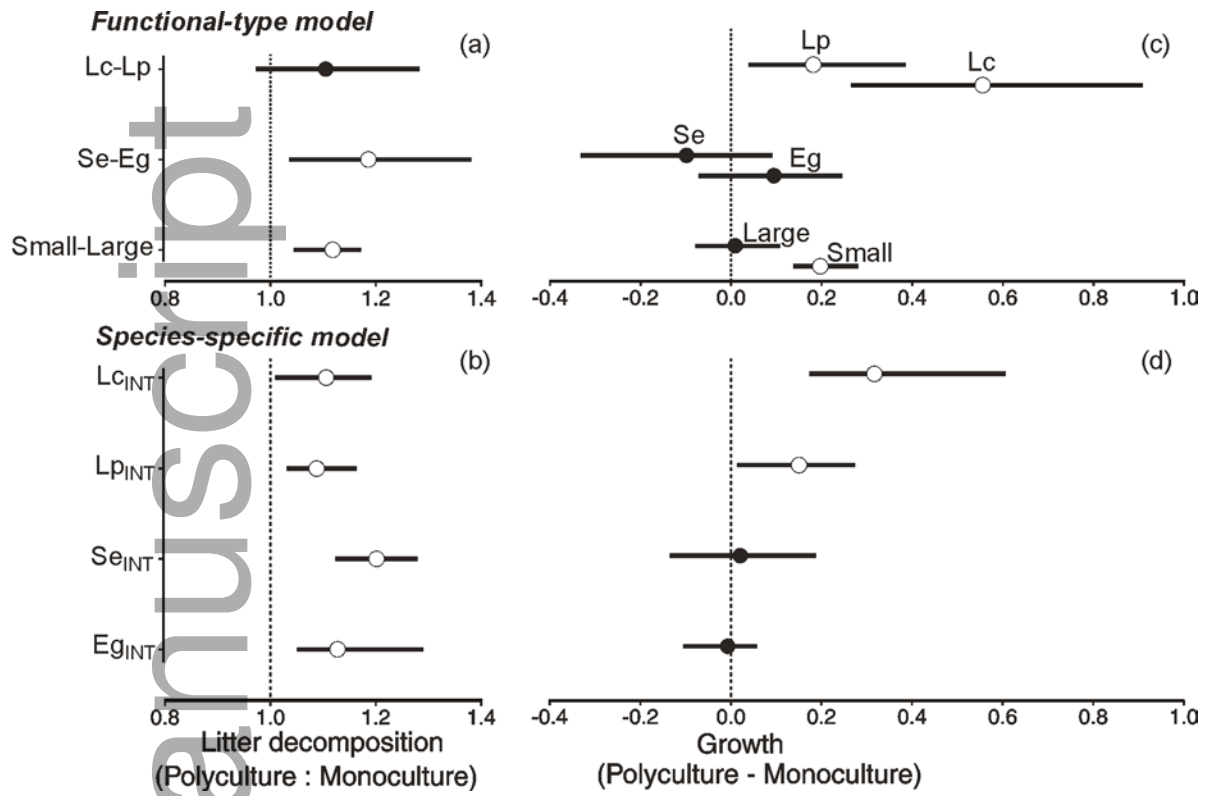 Functional-type model
(a)
Lc-Lp
Se-Eg
Small-Large
0.8 1.0 1.2 1.4
(c)
Lp
Lc
Se
Eg
Large
Small
-0.4 -0.2 0.0 0.2 0.4 0.6 0.8 1.0
Species-specific model
(b)
LcINT
LpINT
SeINT
EgINT
0.8 1.0 1.2 1.4
Litter decomposition
(Polyculture : Monoculture)
(d)
-0.4 -0.2 0.0 0.2 0.4 0.6 0.8 1.0
Growth
(Polyculture - Monoculture)
anuscript